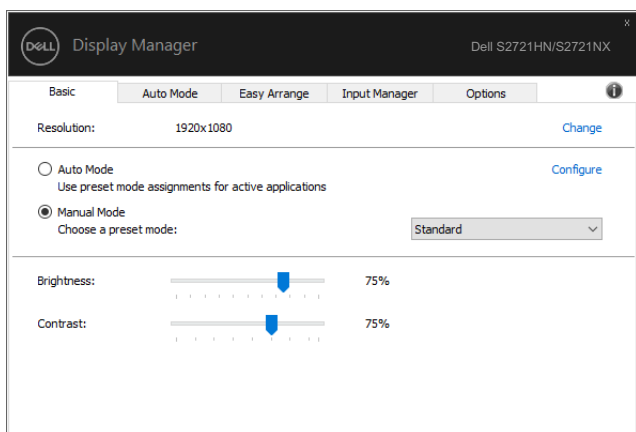 x
DELL Display Manager Dell S2721HN/S2721NX
Basic Auto Mode Easy Arrange Input Manager Options
Resolution: 1920x1080 Change
Auto Mode Configure
Use preset mode assignments for active applications
Manual Mode
Choose a preset mode: Standard
Brightness: 75%
Contrast: 75%